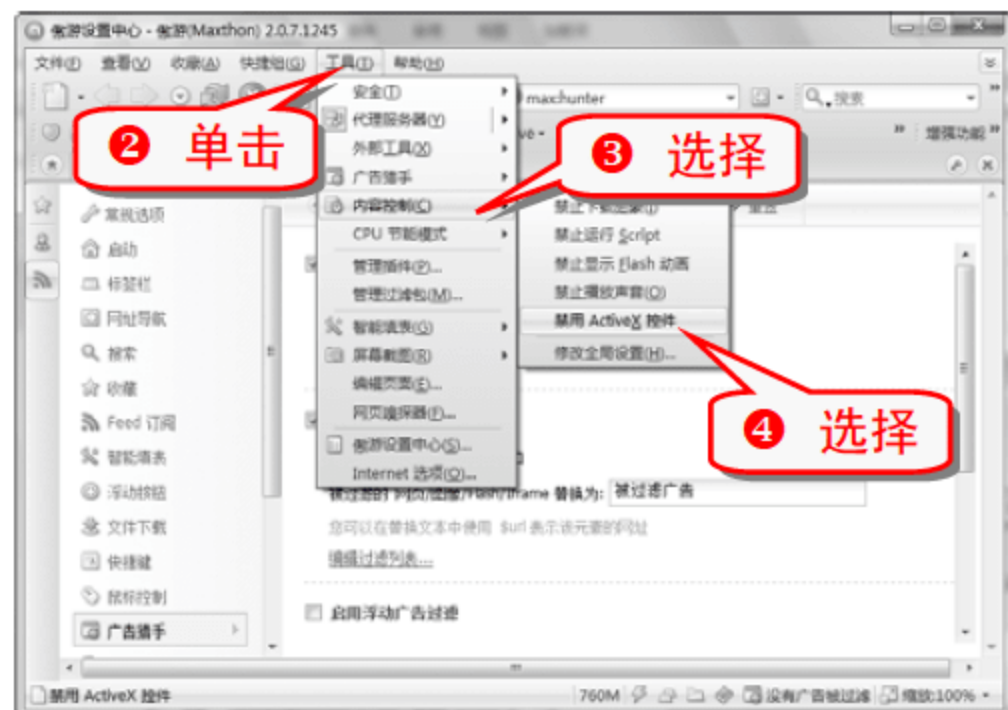 傲游设置中心 - 傲游(Maxthon) 2.0.7.1245
文件(F) 查看(V) 收藏(A) 快捷组(G) 工具(T) 帮助(H)
maxchunter
搜索
增强功能
❷ 单击
❸ 选择
❹ 选择
安全(T)
代理服务器(Y)
外部工具(X)
广告猎手
内容控制(C)
CPU 节能模式
管理插件(P)...
管理过滤包(M)...
智能填表(G)
屏幕截图(R)
编辑页面(E)...
网页嗅探器(F)...
傲游设置中心(S)...
Internet 选项(O)...
禁止运行 Script
禁止显示 Flash 动画
禁止播放声音(O)
禁用 ActiveX 控件
修改全局设置(H)...
常规选项
启动
标签栏
网址导航
搜索
收藏
Feed 订阅
智能填表
浮动按钮
文件下载
快捷键
鼠标控制
广告猎手
被过滤的 网页/图像/Flash/Iframe 替换为: 被过滤广告
您可以在替换文本中使用 $url 表示该元素的网址
编辑过滤列表...
启用浮动广告过滤
禁用 ActiveX 控件
760M
没有广告被过滤
缩放:100%